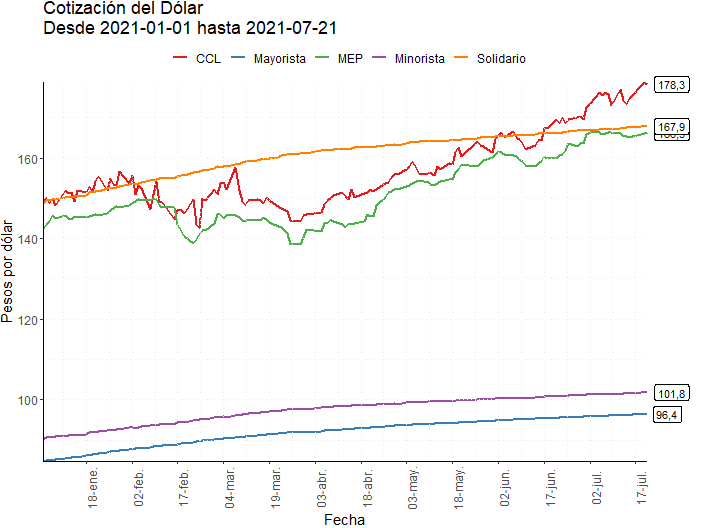 Cotización del Dólar
Desde 2021-01-01 hasta 2021-07-21
CCL Mayorista MEP Minorista Solidario
178,3
167,9
160
140
Pesos por dólar
100
101,8
96,4
18-ene. 02-feb. 17-feb. 04-mar. 19-mar. 03-abr. 18-abr. 03-may. 18-may. 02-jun. 17-jun. 02-jul. 17-jul.
Fecha